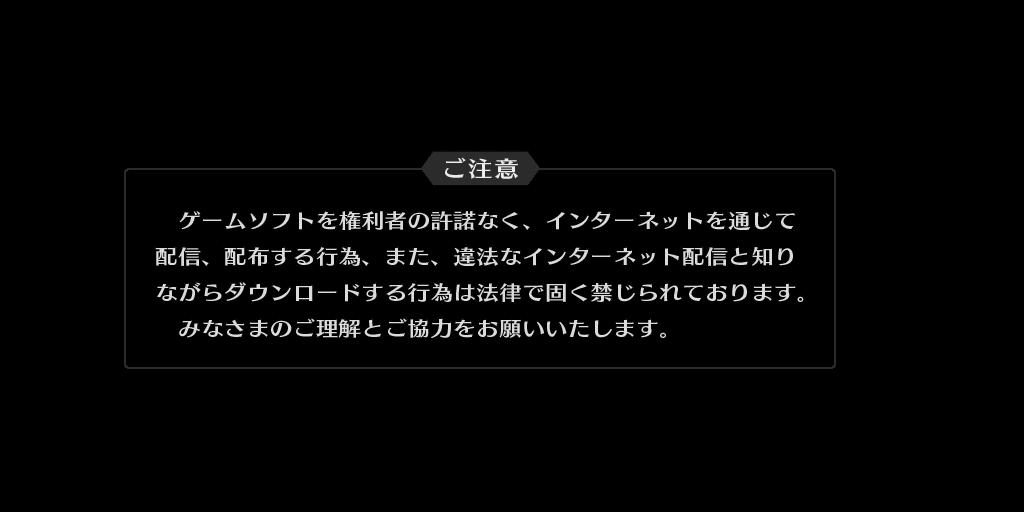 ご注意
ゲームソフトを権利者の許諾なく、インターネットを通じて
配信、配布する行為、また、違法なインターネット配信と知り
ながらダウンロードする行為は法律で固く禁じられております。
みなさまのご理解とご協力をお願いいたします。